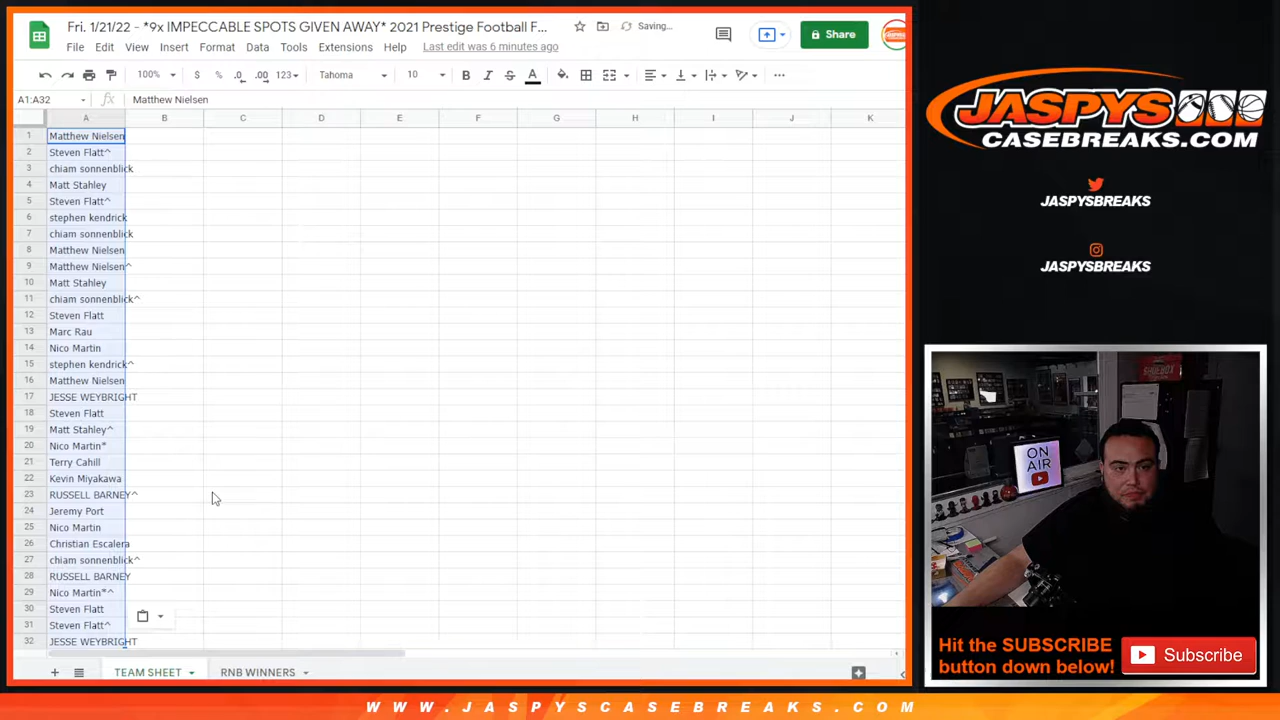 Fri. 1/21/22 - *9x IMPECCABLE SPOTS GIVEN AWAY* 2021 Prestige Football F...
Saving...
Share
File Edit View Insert Format Data Tools Extensions Help Last edit was 6 minutes ago
100% $ % .0 .00 123 Tahoma 10 B I S A
A1:A32 fx Matthew Nielsen
A B C D E F G H I J K
1 Matthew Nielsen
2 Steven Flatt^
3 chiam sonnenblick
4 Matt Stahley
5 Steven Flatt^
6 stephen kendrick
7 chiam sonnenblick
8 Matthew Nielsen
9 Matthew Nielsen^
10 Matt Stahley
11 chiam sonnenblick^
12 Steven Flatt
13 Marc Rau
14 Nico Martin
15 stephen kendrick^
16 Matthew Nielsen
17 JESSE WEYBRIGHT
18 Steven Flatt
19 Matt Stahley^
20 Nico Martin*
21 Terry Cahill
22 Kevin Miyakawa
23 RUSSELL BARNEY^
24 Jeremy Port
25 Nico Martin
26 Christian Escalera
27 chiam sonnenblick^
28 RUSSELL BARNEY
29 Nico Martin*^
30 Steven Flatt
31 Steven Flatt^
32 JESSE WEYBRIGHT
TEAM SHEET RNB WINNERS
JASPYS
CASEBREAKS.COM
JASPYSBREAKS
JASPYSBREAKS
ON
AIR
Hit the SUBSCRIBE
button down below!
Subscribe
WWW.JASPYSCASEBREAKS.COM